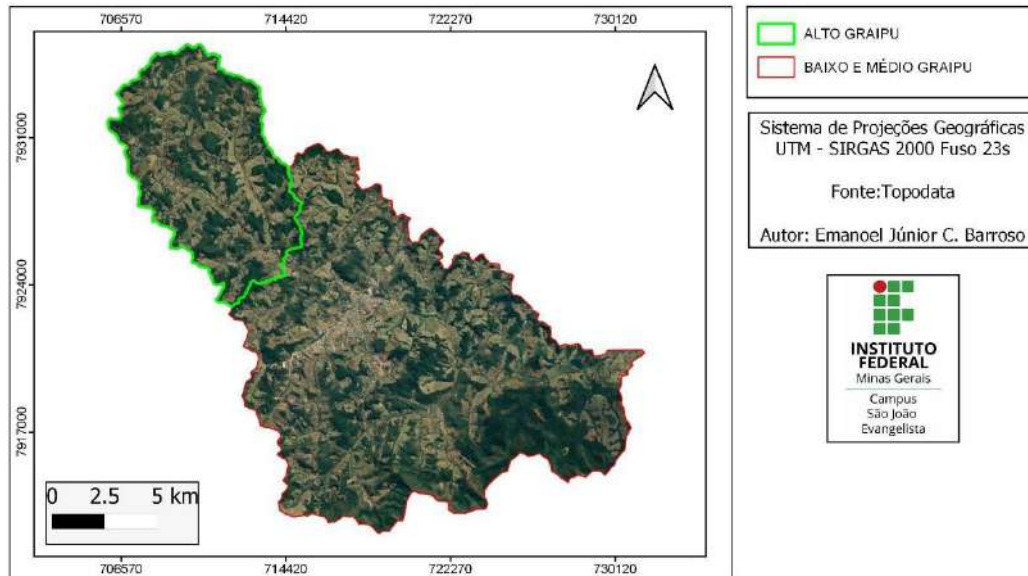 706570 714420 722270 730120
7931000
7924000
7917000
0 2.5 5 km
706570 714420 722270 730120
ALTO GRAIPU
BAIXO E MÉDIO GRAIPU
Sistema de Projeções Geográficas
UTM - SIRGAS 2000 Fuso 23s
Fonte:Topodata
Autor: Emanoel Júnior C. Barroso
INSTITUTO
FEDERAL
Minas Gerais
Campus
São João
Evangelista